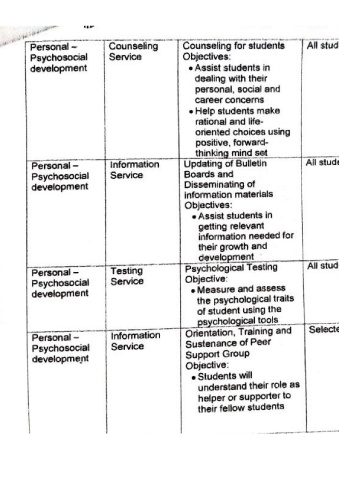 Personal –
Psychosocial
development
Counseling
Service
Counseling for students
Objectives:
• Assist students in
dealing with their
personal, social and
career concerns
• Help students make
rational and life-
oriented choices using
positive, forward-
thinking mind set
All stud
Personal –
Psychosocial
development
Information
Service
Updating of Bulletin
Boards and
Disseminating of
information materials
Objectives:
• Assist students in
getting relevant
information needed for
their growth and
development
All stude
Personal –
Psychosocial
development
Testing
Service
Psychological Testing
Objective:
• Measure and assess
the psychological traits
of student using the
psychological tools
All stud
Personal –
Psychosocial
development
Information
Service
Orientation, Training and
Sustenance of Peer
Support Group
Objective:
• Students will
understand their role as
helper or supporter to
their fellow students
Selecte